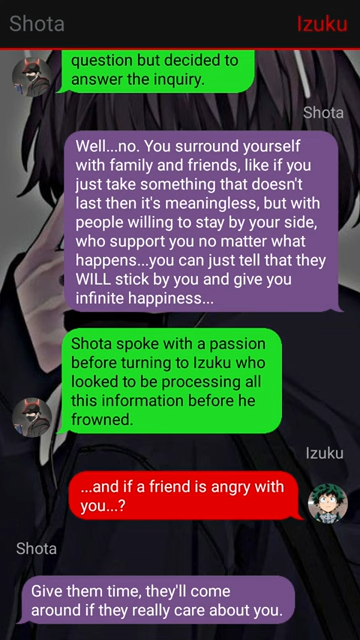 Shota Izuku
question but decided to
answer the inquiry.
Shota
Well...no. You surround yourself
with family and friends, like if you
just take something that doesn't
last then it's meaningless, but with
people willing to stay by your side,
who support you no matter what
happens...you can just tell that they
WILL stick by you and give you
infinite happiness...
Shota spoke with a passion
before turning to Izuku who
looked to be processing all
this information before he
frowned.
Izuku
...and if a friend is angry with
you...?
Shota
Give them time, they'll come
around if they really care about you.